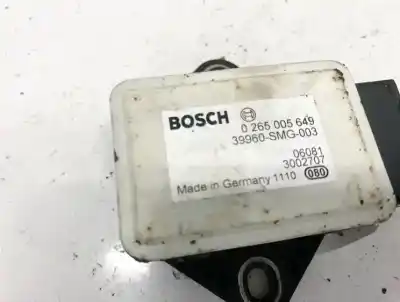 BOSCH 0 265 005 649
39960-SMG-003
06081
3002707
Made in Germany 1110 080